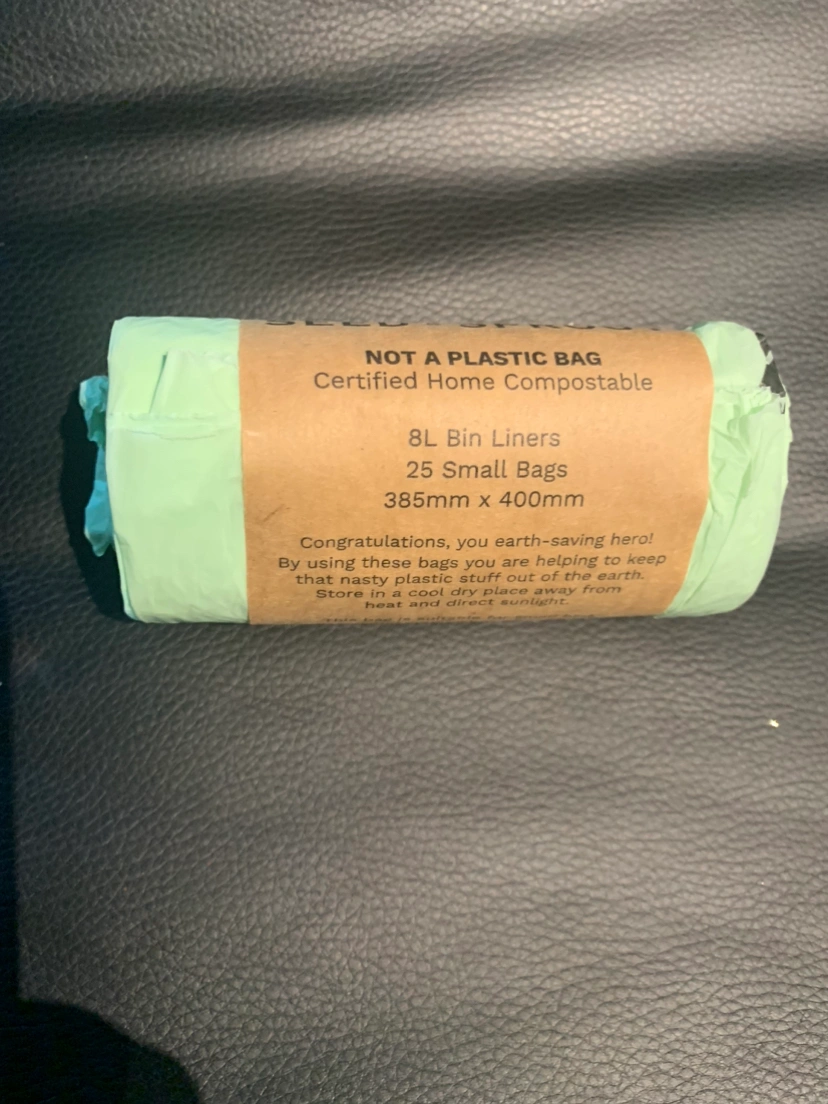 NOT A PLASTIC BAG
Certified Home Compostable
8L Bin Liners
25 Small Bags
385mm x 400mm
Congratulations, you earth-saving hero!
By using these bags you are helping to keep
that nasty plastic stuff out of the earth.
Store in a cool dry place away from
heat and direct sunlight.